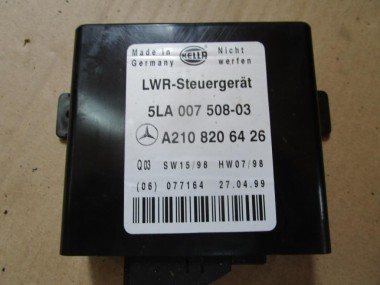 Made in HELLA Nicht
Germany werfen
LWR-Steuergerät
5LA 007 508-03
A210 820 64 26
Q03 SW15/98 HW07/98
(06) 077164 27.04.99